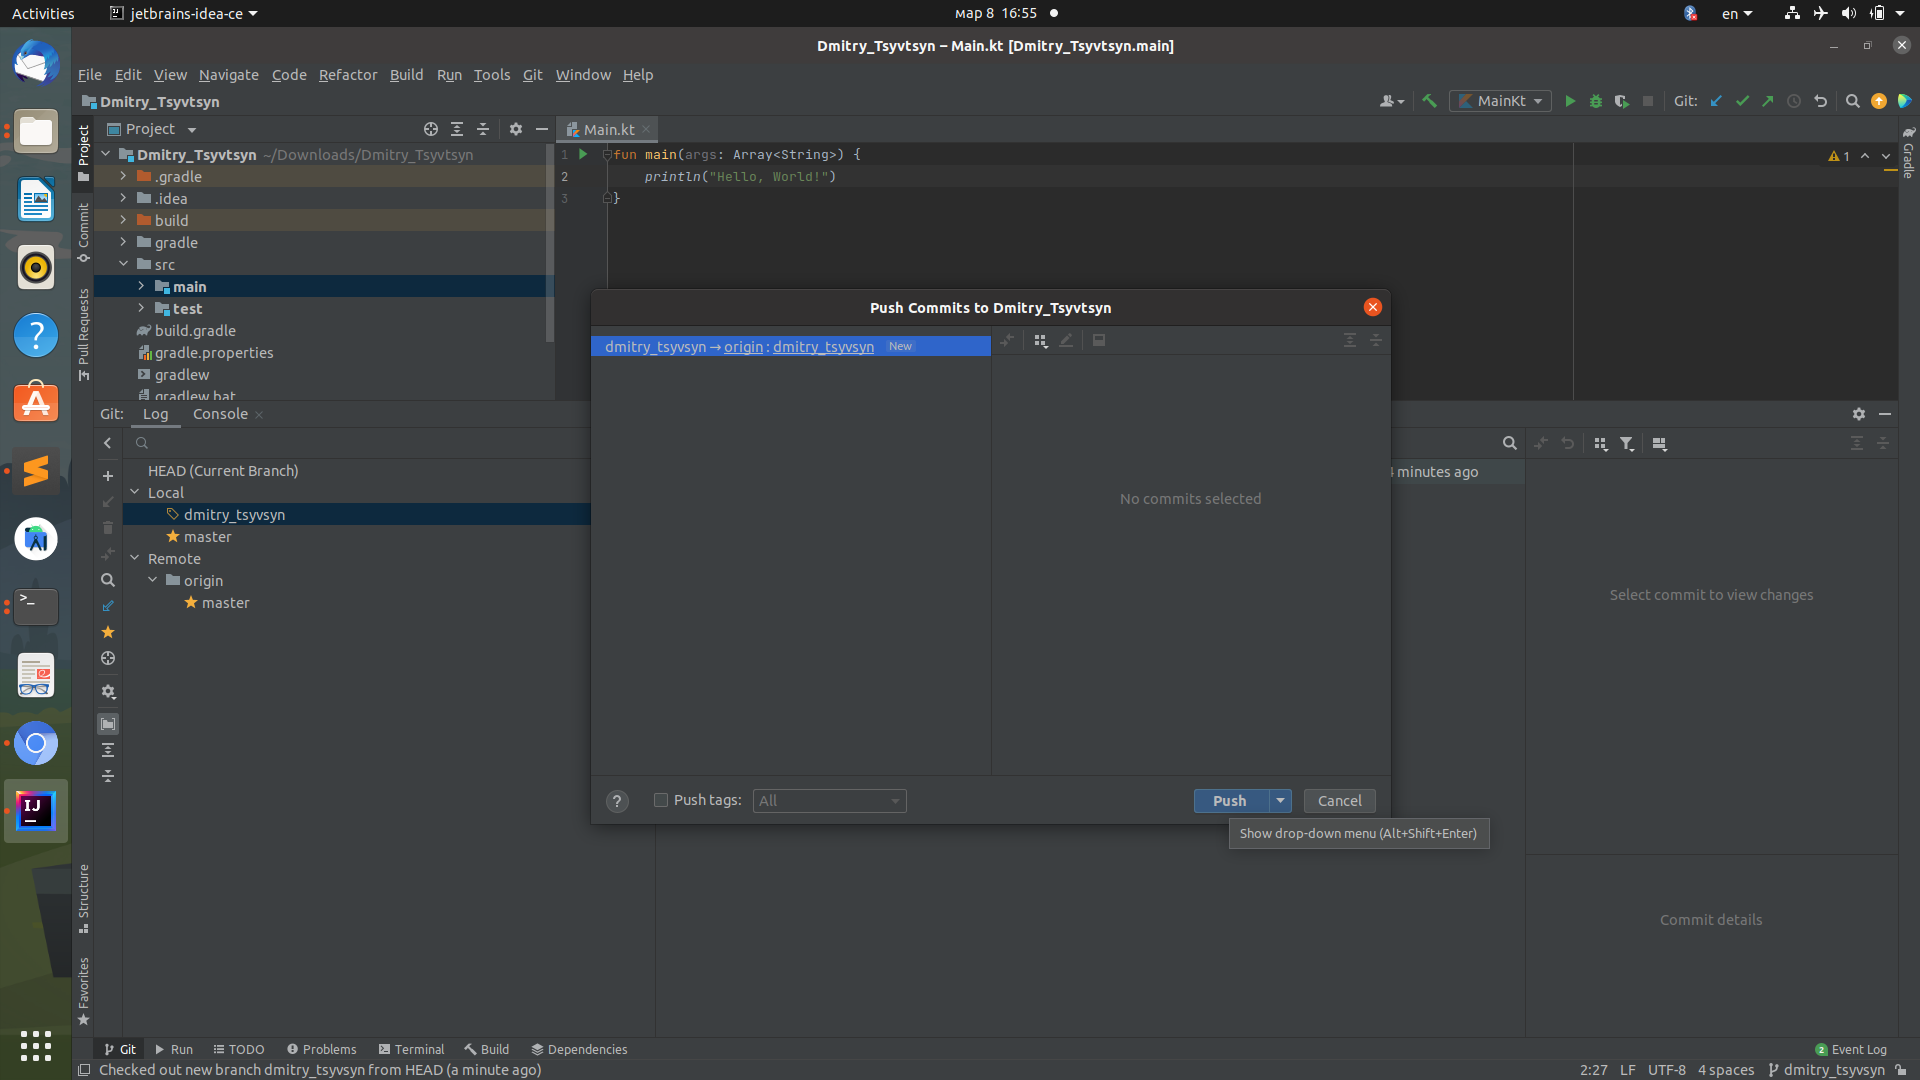 Activities
jetbrains-idea-ce
мар 8 16:55
en
Dmitry_Tsyvtsyn – Main.kt [Dmitry_Tsyvtsyn.main]
File Edit View Navigate Code Refactor Build Run Tools Git Window Help
Dmitry_Tsyvtsyn
MainKt
Git:
Project
Main.kt
Project
Commit
Pull Requests
Structure
Favorites
Gradle
Dmitry_Tsyvtsyn ~/Downloads/Dmitry_Tsyvtsyn
.gradle
.idea
build
gradle
src
main
test
build.gradle
gradle.properties
gradlew
gradlew.bat
1 fun main(args: Array<String>) {
2 println("Hello, World!")
3 }
1
Push Commits to Dmitry_Tsyvtsyn
dmitry_tsyvsyn → origin : dmitry_tsyvsyn New
No commits selected
? Push tags: All
Push
Cancel
Show drop-down menu (Alt+Shift+Enter)
Git: Log Console
HEAD (Current Branch)
Local
dmitry_tsyvsyn
master
Remote
origin
master
minutes ago
Select commit to view changes
Commit details
Git Run TODO Problems Terminal Build Dependencies
2 Event Log
Checked out new branch dmitry_tsyvsyn from HEAD (a minute ago)
2:27 LF UTF-8 4 spaces dmitry_tsyvsyn
IJ